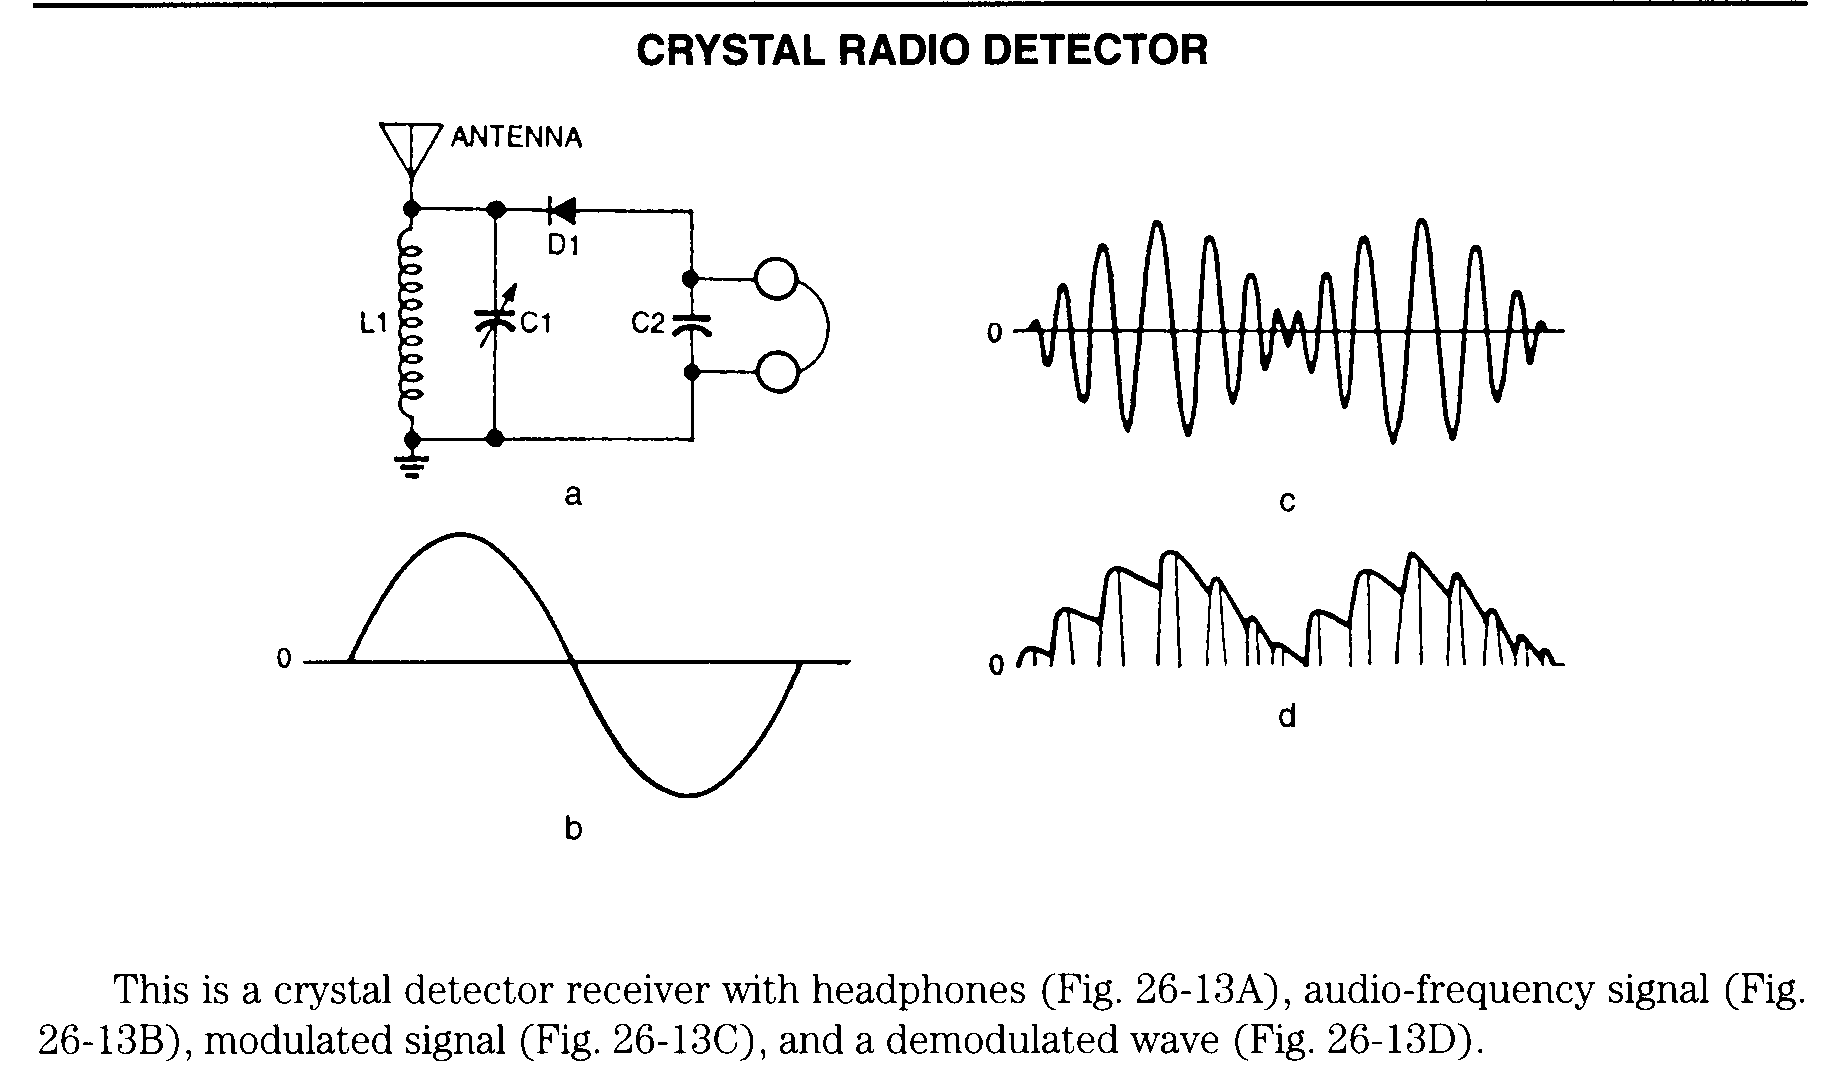 CRYSTAL RADIO DETECTOR
ANTENNA
D1
L1
C1
C2
0
a
c
0
0
d
b
This is a crystal detector receiver with headphones (Fig. 26-13A), audio-frequency signal (Fig.
26-13B), modulated signal (Fig. 26-13C), and a demodulated wave (Fig. 26-13D).